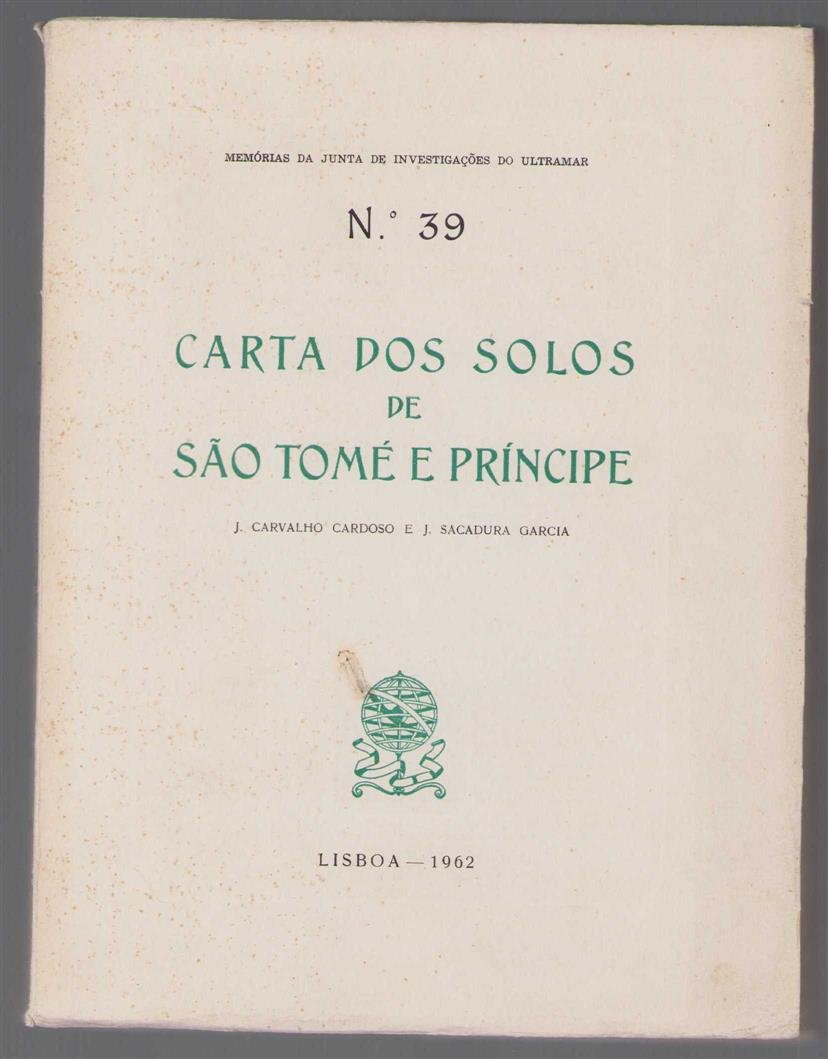 MEMÓRIAS DA JUNTA DE INVESTIGAÇÕES DO ULTRAMAR
N.º 39
CARTA DOS SOLOS
DE
SÃO TOMÉ E PRÍNCIPE
J. CARVALHO CARDOSO E J. SACADURA GARCIA
LISBOA — 1962